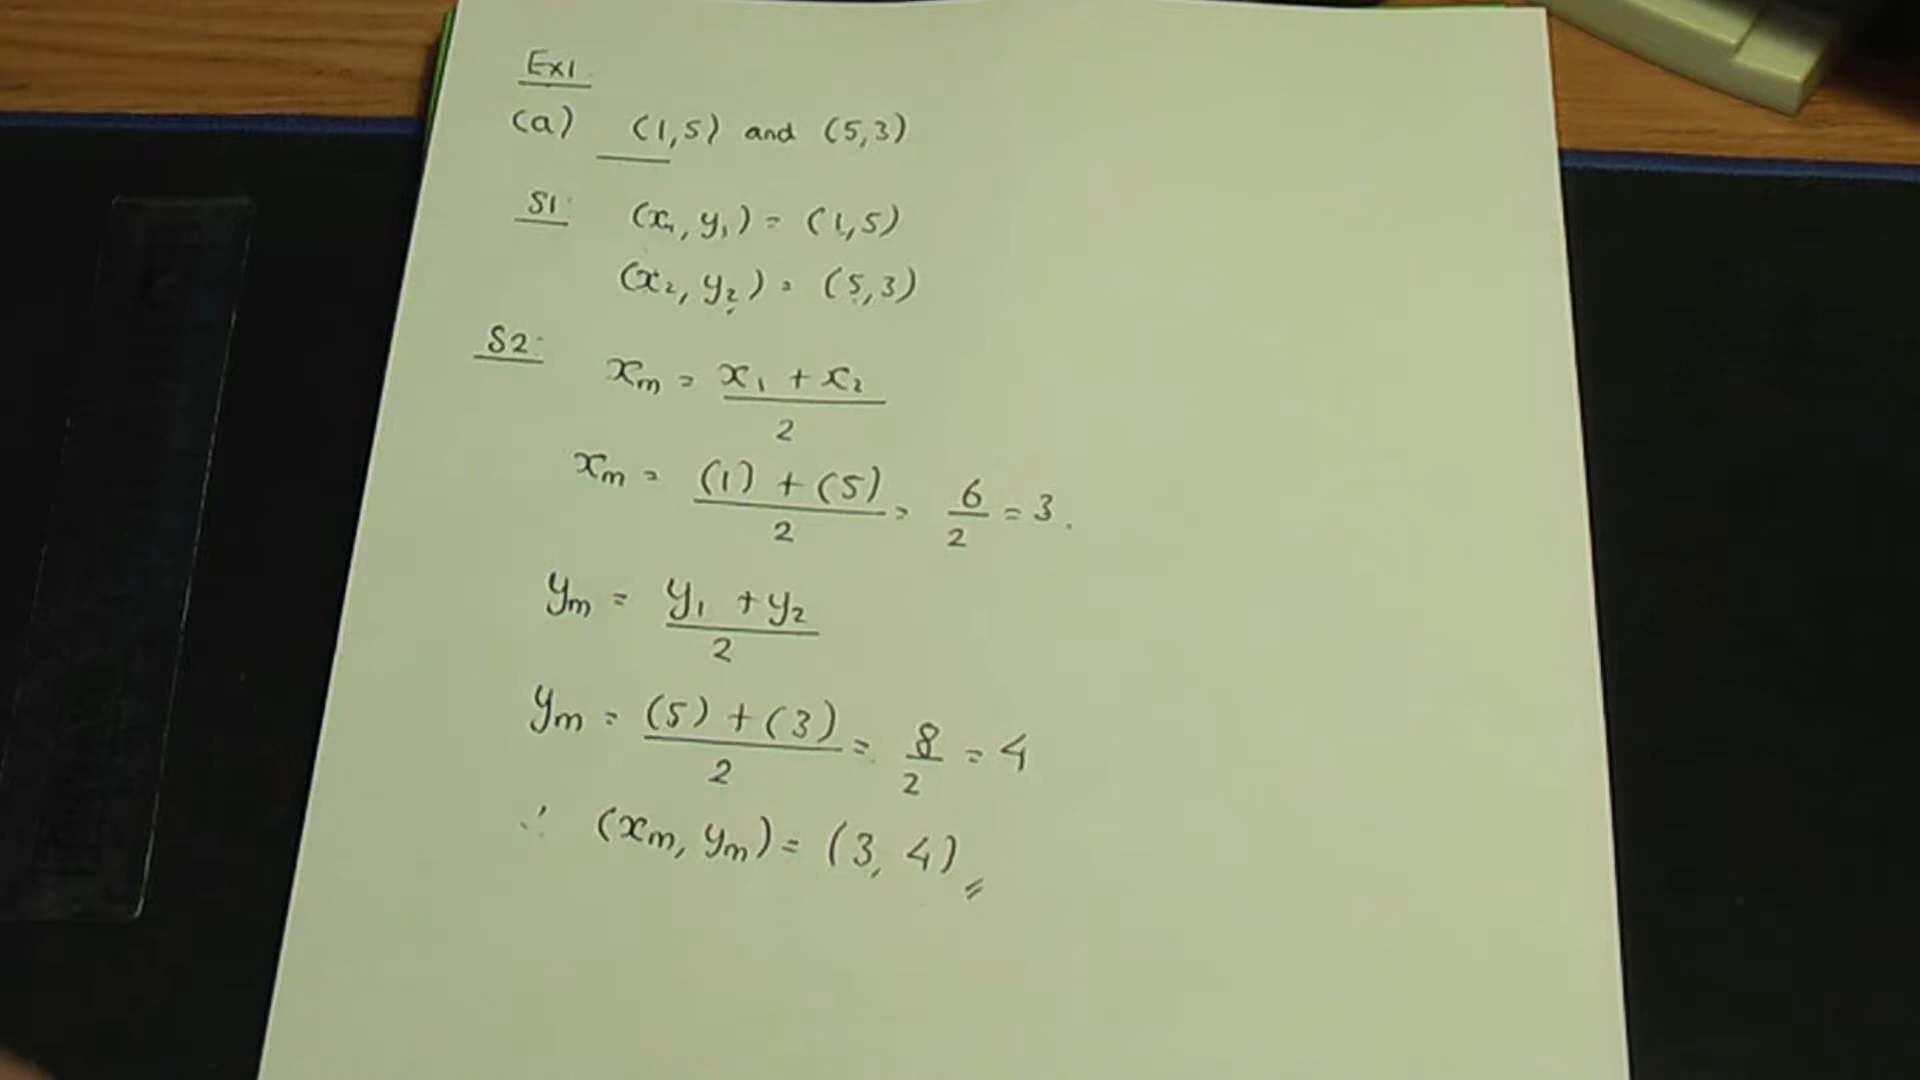 Ex1.
(a) (1,5) and (5,3)
S1: (x₁, y₁) = (1,5)
(x₂, y₂) = (5,3)
S2: xₘ = (x₁ + x₂)/2
xₘ = ((1) + (5))/2 = 6/2 = 3.
yₘ = (y₁ + y₂)/2
yₘ = ((5) + (3))/2 = 8/2 = 4
∴ (xₘ, yₘ) = (3, 4)